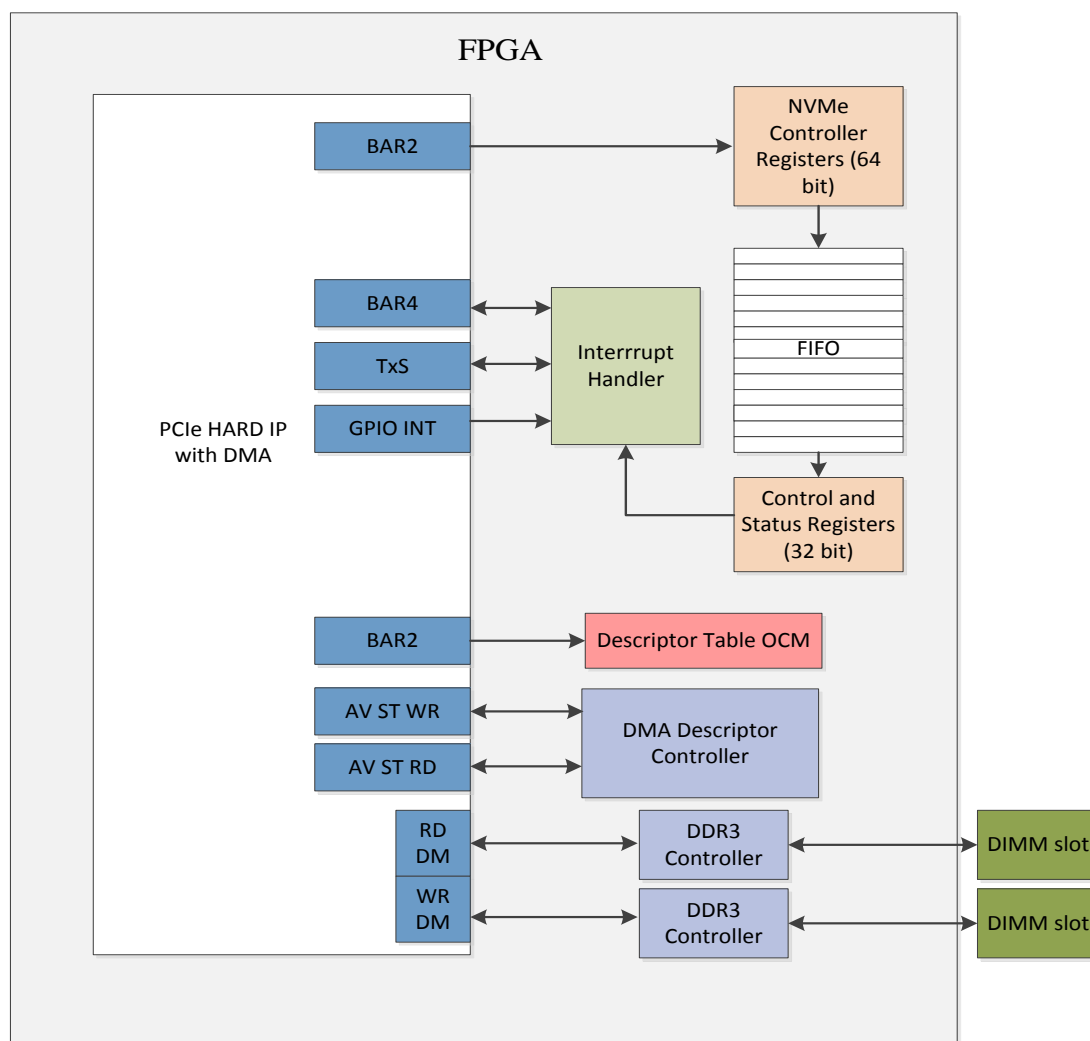 FPGA
BAR2
NVMe
Controller
Registers (64
bit)
BAR4
TxS
GPIO INT
Interrrupt
Handler
FIFO
PCIe HARD IP
with DMA
Control and
Status Registers
(32 bit)
BAR2
Descriptor Table OCM
AV ST WR
AV ST RD
DMA Descriptor
Controller
RD
DM
DDR3
Controller
DIMM slot
WR
DM
DDR3
Controller
DIMM slot